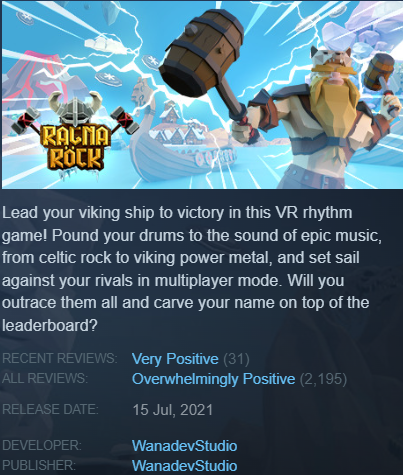 RAGNA
RÖCK
Lead your viking ship to victory in this VR rhythm
game! Pound your drums to the sound of epic music,
from celtic rock to viking power metal, and set sail
against your rivals in multiplayer mode. Will you
outrace them all and carve your name on top of the
leaderboard?
RECENT REVIEWS: Very Positive (31)
ALL REVIEWS: Overwhelmingly Positive (2,195)
RELEASE DATE: 15 Jul, 2021
DEVELOPER: WanadevStudio
PUBLISHER: WanadevStudio